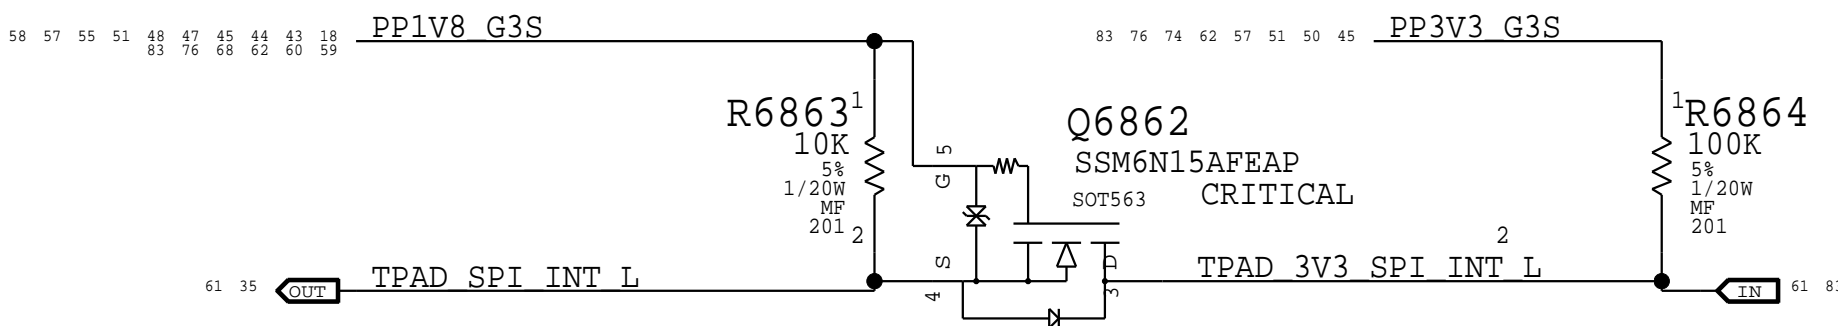 58 57 55 51 48 47 45 44 43 18 PP1V8_G3S
83 76 68 62 60 59
83 76 74 62 57 51 50 45 PP3V3_G3S
R6863 1
10K
5%
1/20W
MF
201 2
G 5
S 4
D 3
Q6862
SSM6N15AFEAP
SOT563 CRITICAL
1 R6864
100K
5%
1/20W
MF
201
2
61 35 OUT TPAD_SPI_INT_L
TPAD_3V3_SPI_INT_L
IN 61